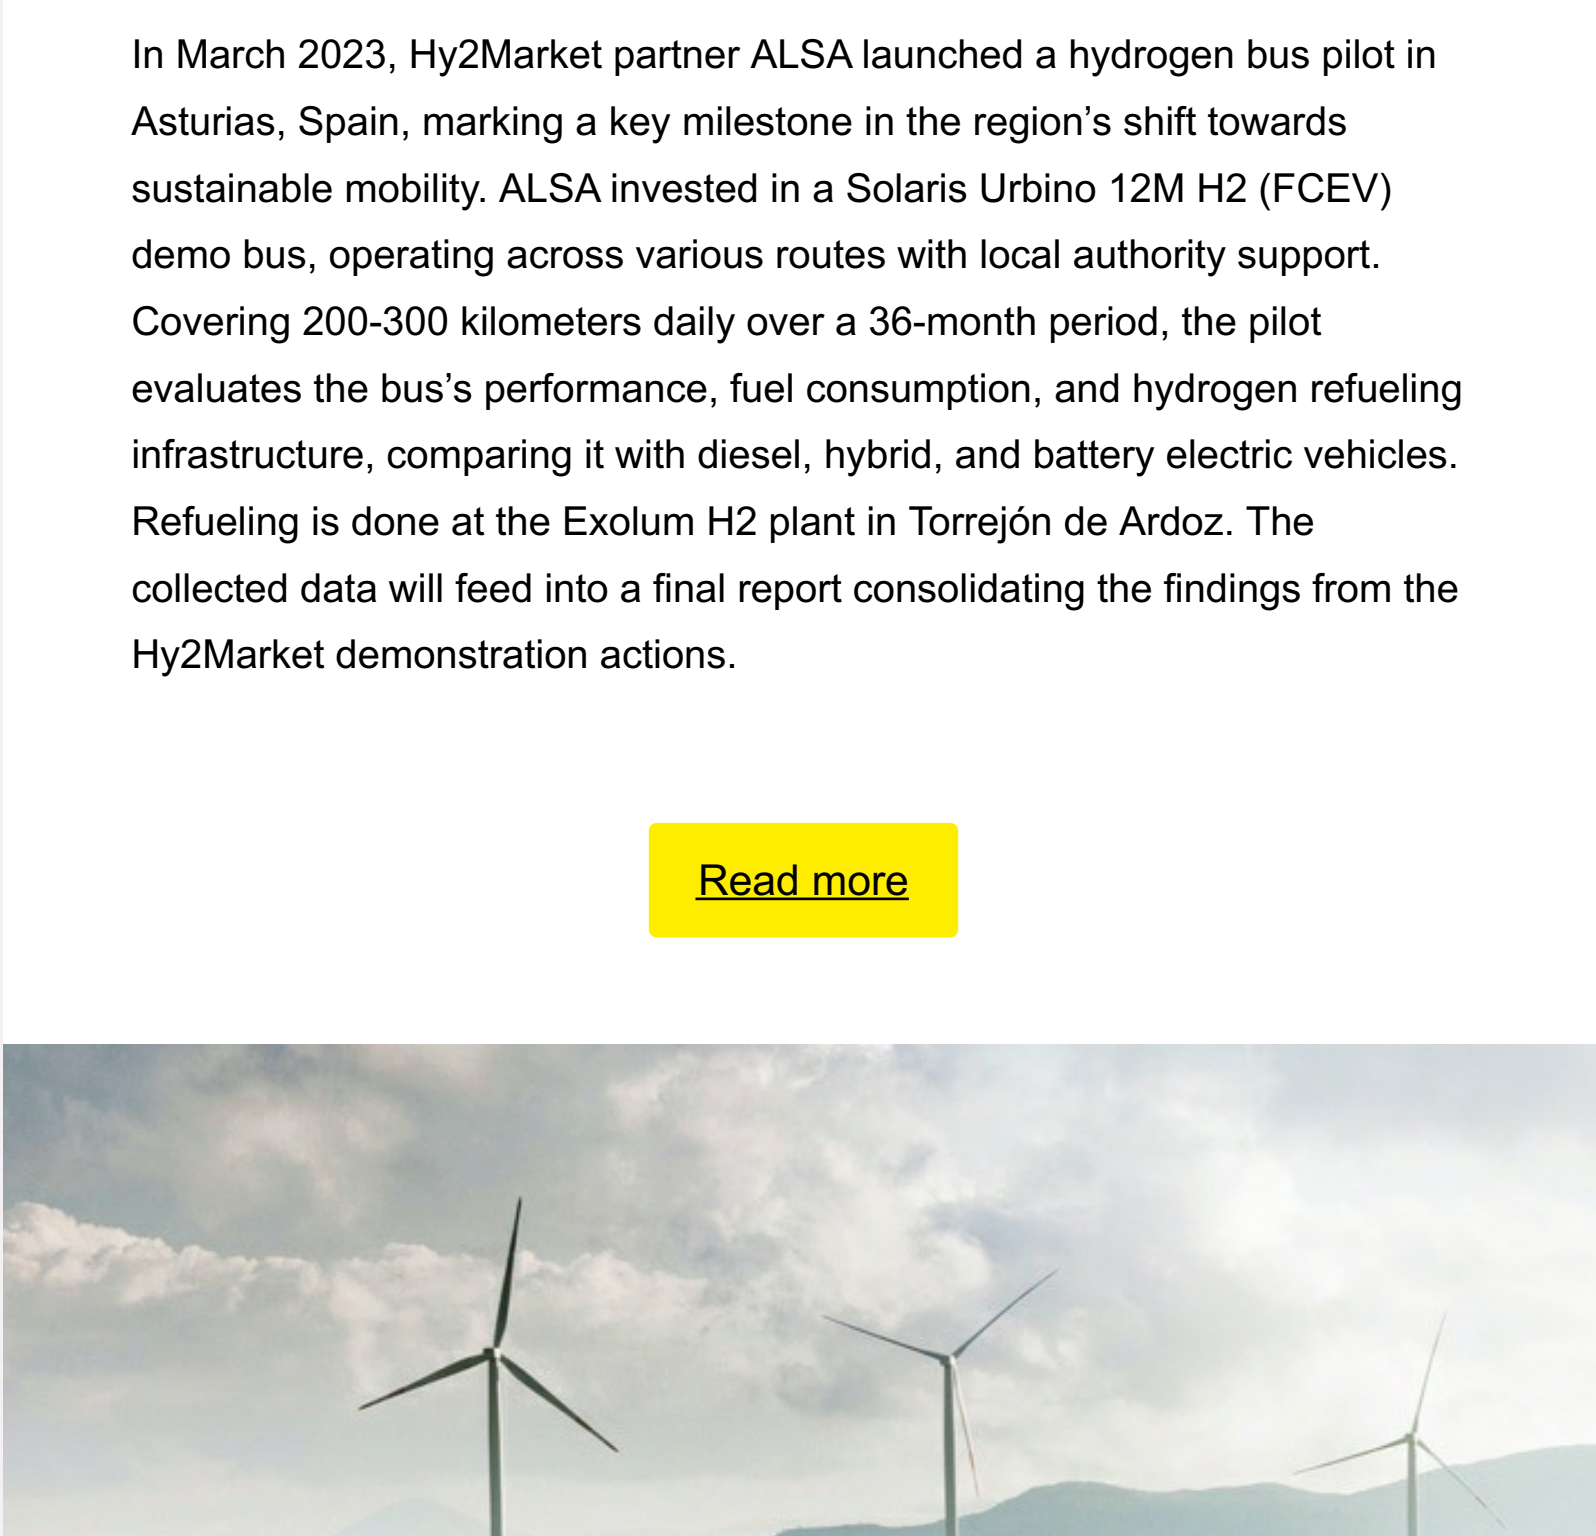 In March 2023, Hy2Market partner ALSA launched a hydrogen bus pilot in
Asturias, Spain, marking a key milestone in the region’s shift towards
sustainable mobility. ALSA invested in a Solaris Urbino 12M H2 (FCEV)
demo bus, operating across various routes with local authority support.
Covering 200-300 kilometers daily over a 36-month period, the pilot
evaluates the bus’s performance, fuel consumption, and hydrogen refueling
infrastructure, comparing it with diesel, hybrid, and battery electric vehicles.
Refueling is done at the Exolum H2 plant in Torrejón de Ardoz. The
collected data will feed into a final report consolidating the findings from the
Hy2Market demonstration actions.
Read more